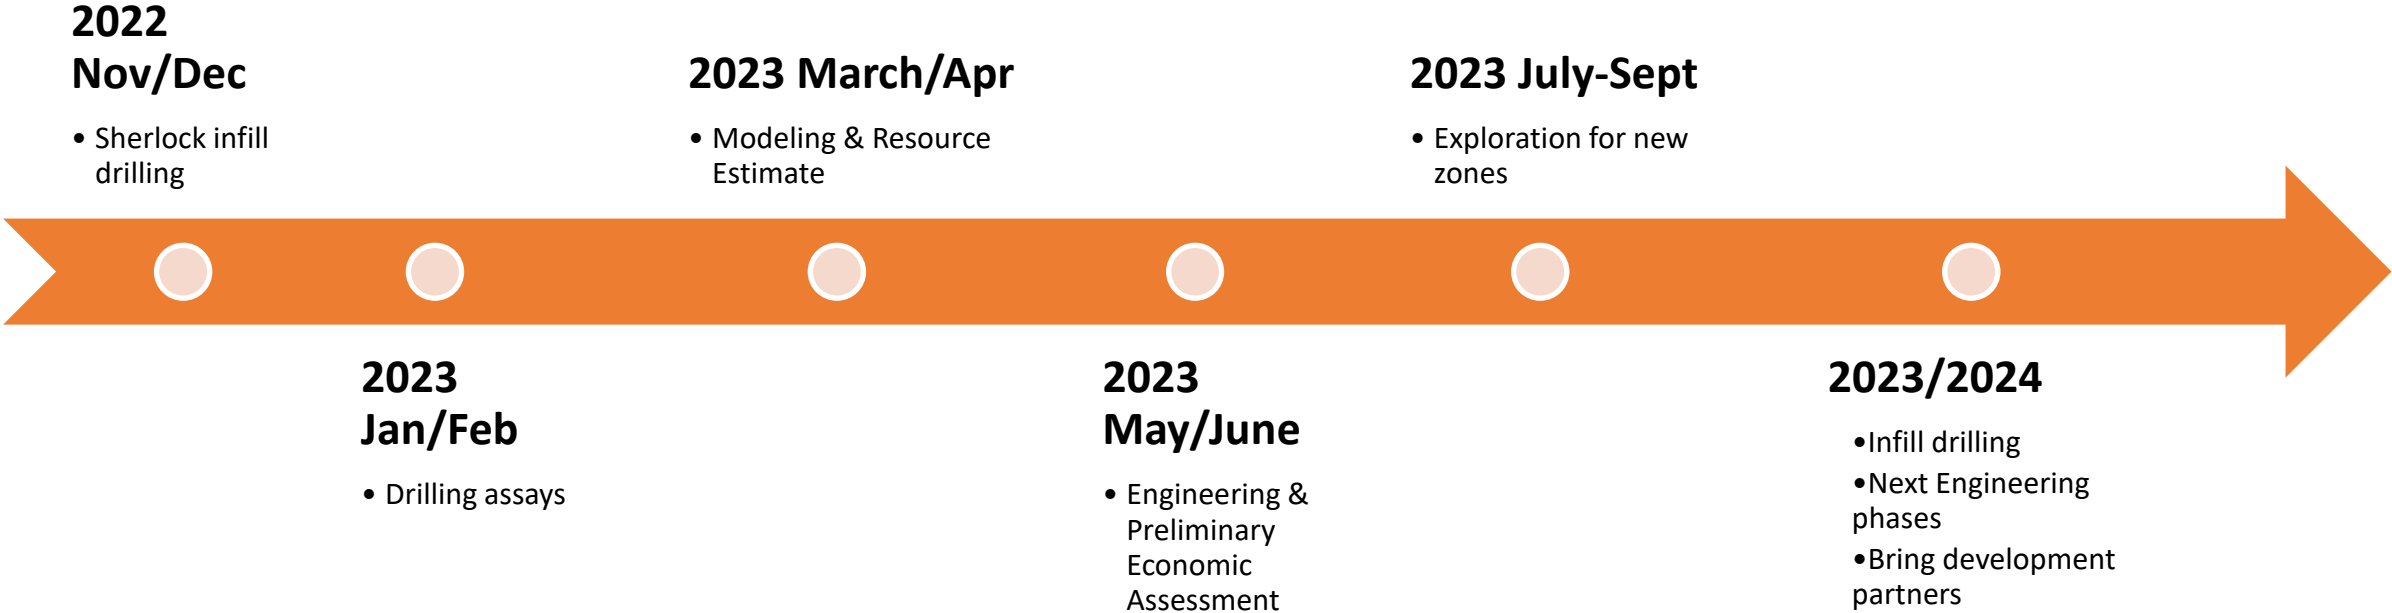 2022
Nov/Dec
• Sherlock infill
drilling
2023
Jan/Feb
• Drilling assays
2023 March/Apr
• Modeling & Resource
Estimate
2023
May/June
• Engineering &
Preliminary
Economic
Assessment
2023 July-Sept
• Exploration for new
zones
2023/2024
•Infill drilling
•Next Engineering
phases
•Bring development
partners